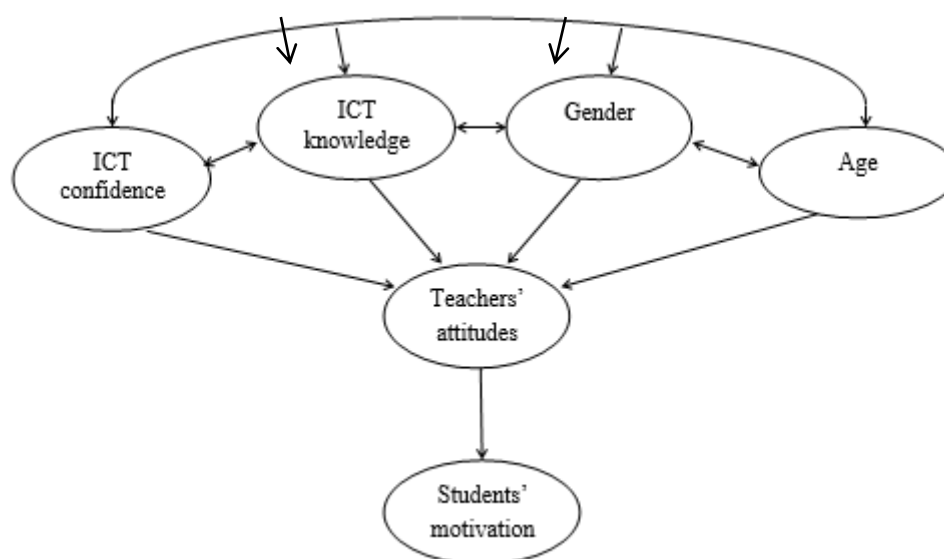 ICT
knowledge
Gender
ICT
confidence
Age
Teachers’
attitudes
Students’
motivation